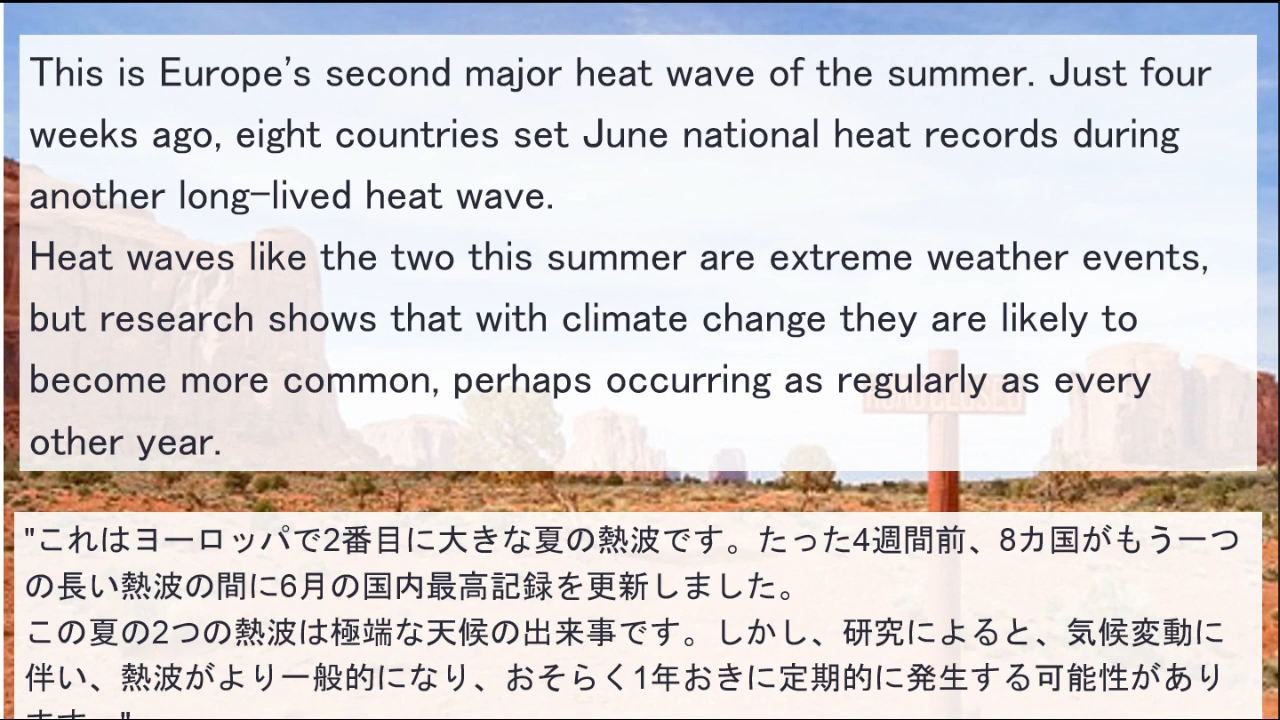 This is Europe’s second major heat wave of the summer. Just four
weeks ago, eight countries set June national heat records during
another long-lived heat wave.
Heat waves like the two this summer are extreme weather events,
but research shows that with climate change they are likely to
become more common, perhaps occurring as regularly as every
other year.
"これはヨーロッパで2番目に大きな夏の熱波です。たった4週間前、8カ国がもう一つ
の長い熱波の間に6月の国内最高記録を更新しました。
この夏の2つの熱波は極端な天候の出来事です。しかし、研究によると、気候変動に
伴い、熱波がより一般的になり、おそらく1年おきに定期的に発生する可能性があり
ます。"